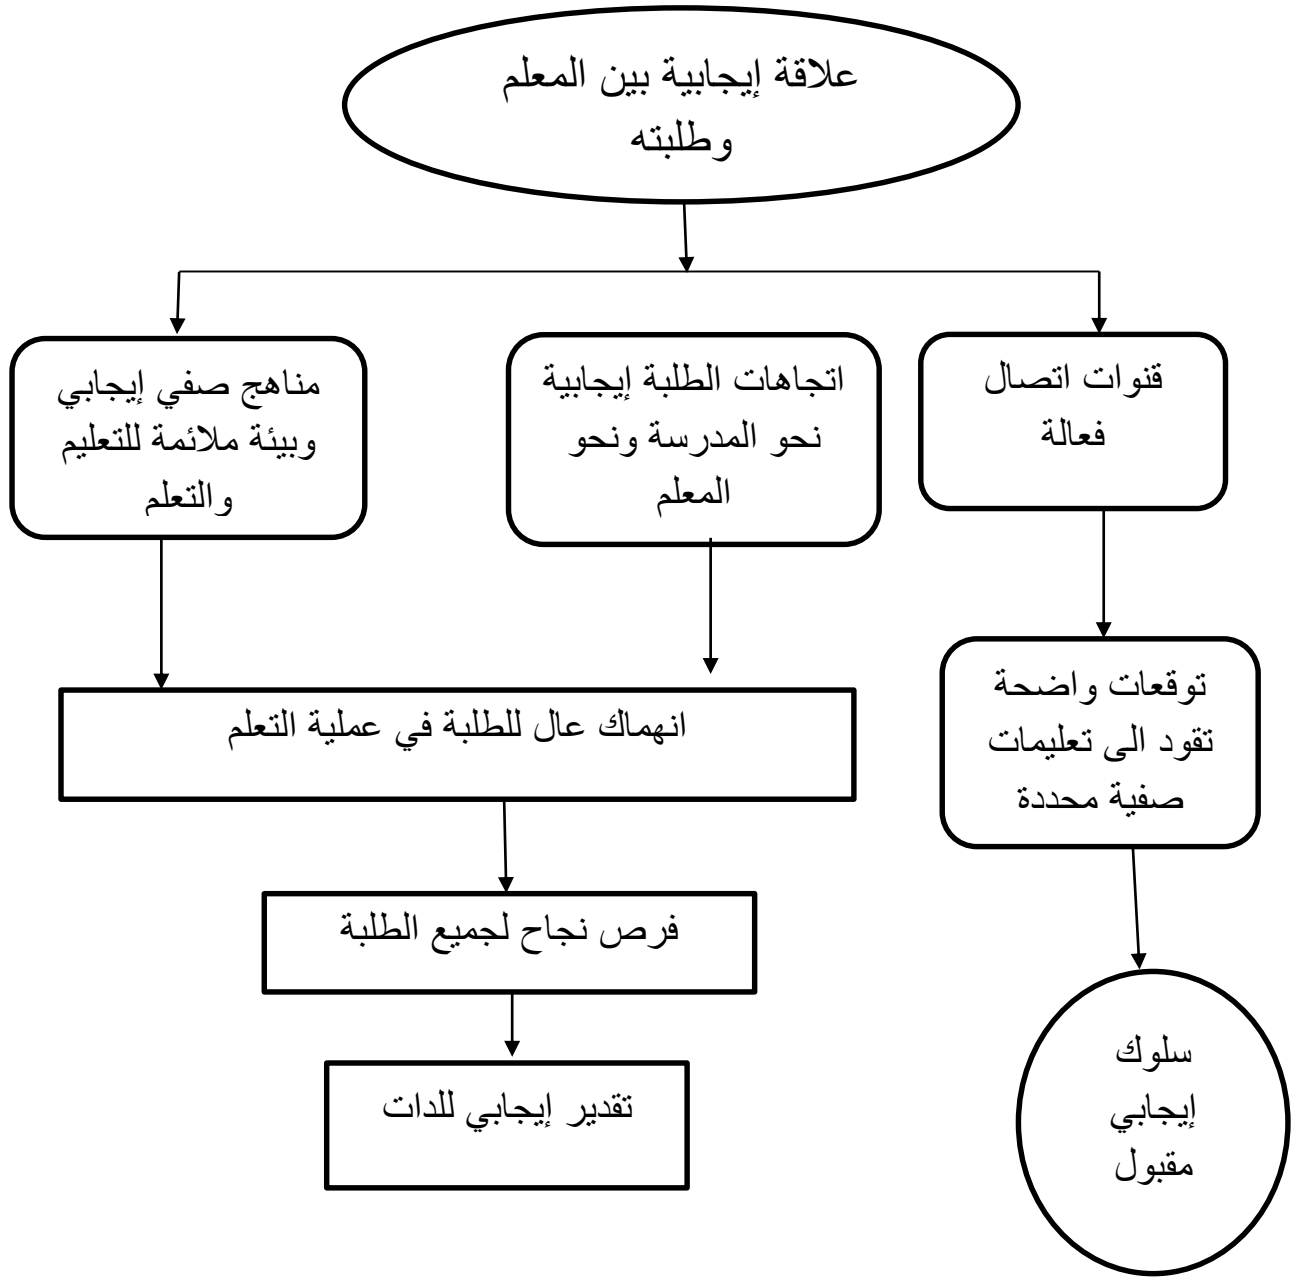 علاقة إيجابية بين المعلم
وطلبته
قنوات اتصال
فعالة
اتجاهات الطلبة إيجابية
نحو المدرسة ونحو
المعلم
مناهج صفي إيجابي
وبيئة ملائمة للتعليم
والتعلم
توقعات واضحة
تقود الى تعليمات
صفية محددة
انهماك عال للطلبة في عملية التعلم
فرص نجاح لجميع الطلبة
سلوك
إيجابي
مقبول
تقدير إيجابي للدات